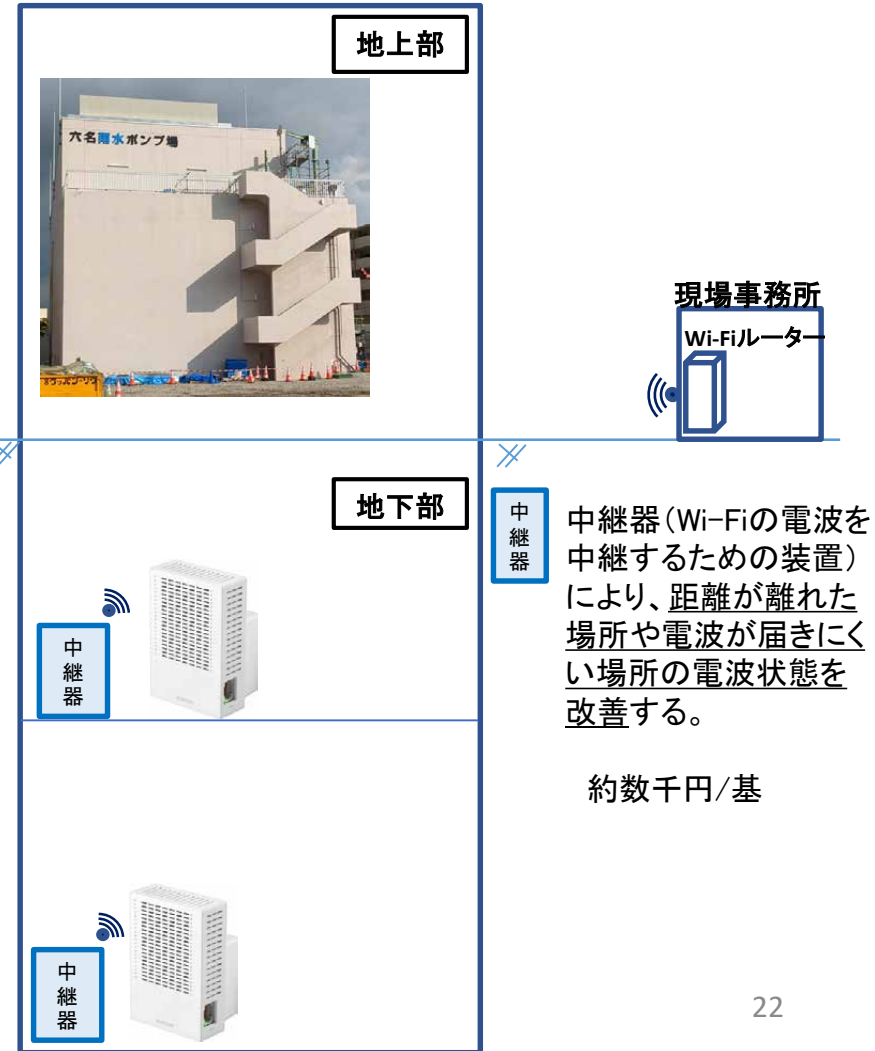 地上部
六名雨水ポンプ場
現場事務所
Wi-Fiルーター
地下部
中継器
中継器
中継器
中継器（Wi-Fiの電波を
中継するための装置）
により、距離が離れた
場所や電波が届きにく
い場所の電波状態を
改善する。
約数千円/基
22